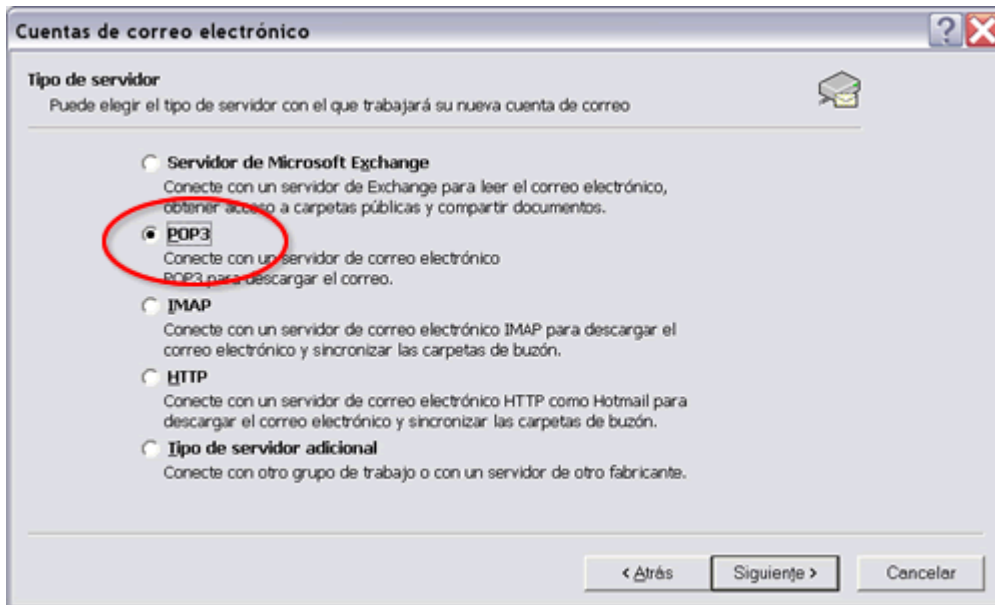 Cuentas de correo electrónico
Tipo de servidor
Puede elegir el tipo de servidor con el que trabajará su nueva cuenta de correo
Servidor de Microsoft Exchange
Conecte con un servidor de Exchange para leer el correo electrónico,
obtener acceso a carpetas públicas y compartir documentos.
POP3
Conecte con un servidor de correo electrónico
POP3 para descargar el correo.
IMAP
Conecte con un servidor de correo electrónico IMAP para descargar el
correo electrónico y sincronizar las carpetas de buzón.
HTTP
Conecte con un servidor de correo electrónico HTTP como Hotmail para
descargar el correo electrónico y sincronizar las carpetas de buzón.
Tipo de servidor adicional
Conecte con otro grupo de trabajo o con un servidor de otro fabricante.
< Atrás Siguiente > Cancelar